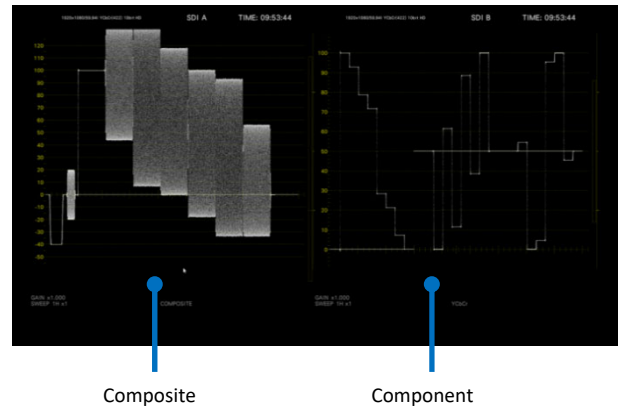 SDI A TIME: 09:53:44
SDI B TIME: 09:53:44
120
110
100
90
80
70
60
50
40
30
20
10
0
-10
-20
-30
-40
-50
100
90
80
70
60
50
40
30
20
10
0
GAIN x1.000
SWEEP 1H x1
COMPOSITE
GAIN x1.000
SWEEP 1H x1
YCbCr
Composite
Component